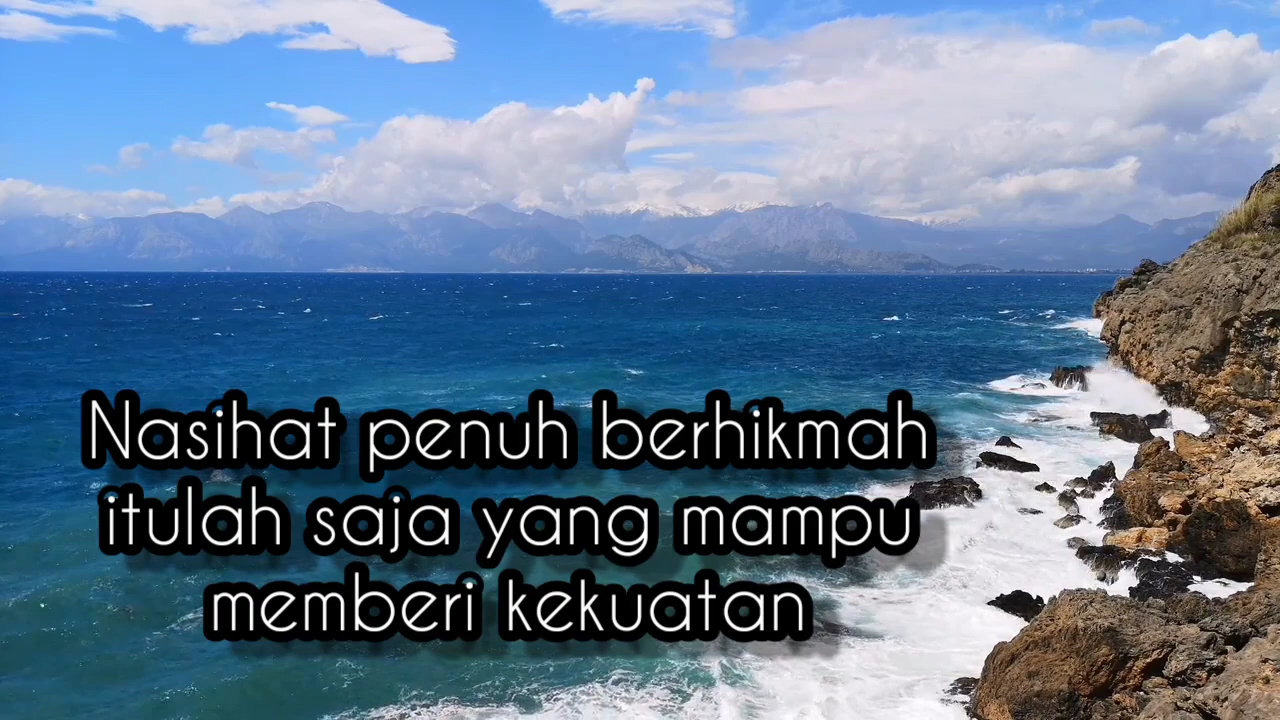 Nasihat penuh berhikmah
itulah saja yang mampu
memberi kekuatan